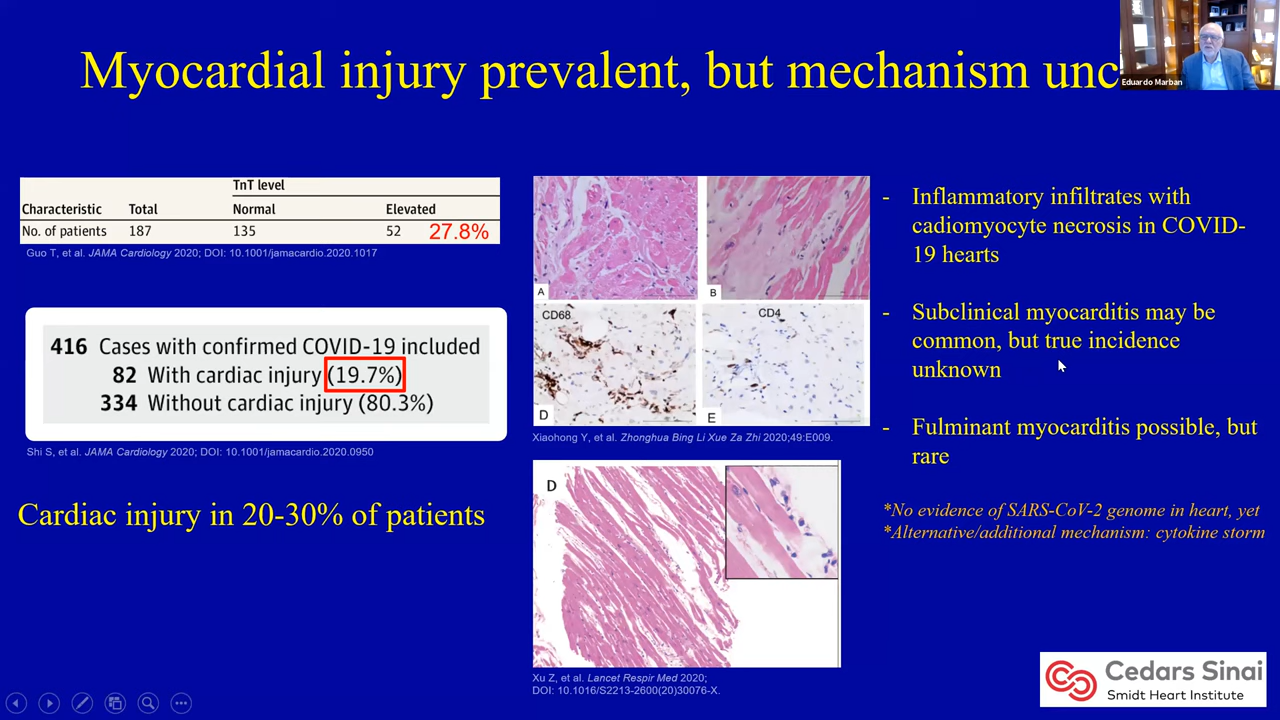 Myocardial injury prevalent, but mechanism unc
Eduardo Marban
TnT level
Characteristic Total Normal Elevated
No. of patients 187 135 52 27.8%
Guo T, et al. JAMA Cardiology 2020; DOI: 10.1001/jamacardio.2020.1017
416 Cases with confirmed COVID-19 included
82 With cardiac injury (19.7%)
334 Without cardiac injury (80.3%)
Shi S, et al. JAMA Cardiology 2020; DOI: 10.1001/jamacardio.2020.0950
Cardiac injury in 20-30% of patients
A
B
CD68
CD4
D
E
Xiaohong Y, et al. Zhonghua Bing Li Xue Za Zhi 2020;49:E009.
D
Xu Z, et al. Lancet Respir Med 2020;
DOI: 10.1016/S2213-2600(20)30076-X.
- Inflammatory infiltrates with
cadiomyocyte necrosis in COVID-
19 hearts
- Subclinical myocarditis may be
common, but true incidence
unknown
- Fulminant myocarditis possible, but
rare
*No evidence of SARS-CoV-2 genome in heart, yet
*Alternative/additional mechanism: cytokine storm
Cedars Sinai
Smidt Heart Institute